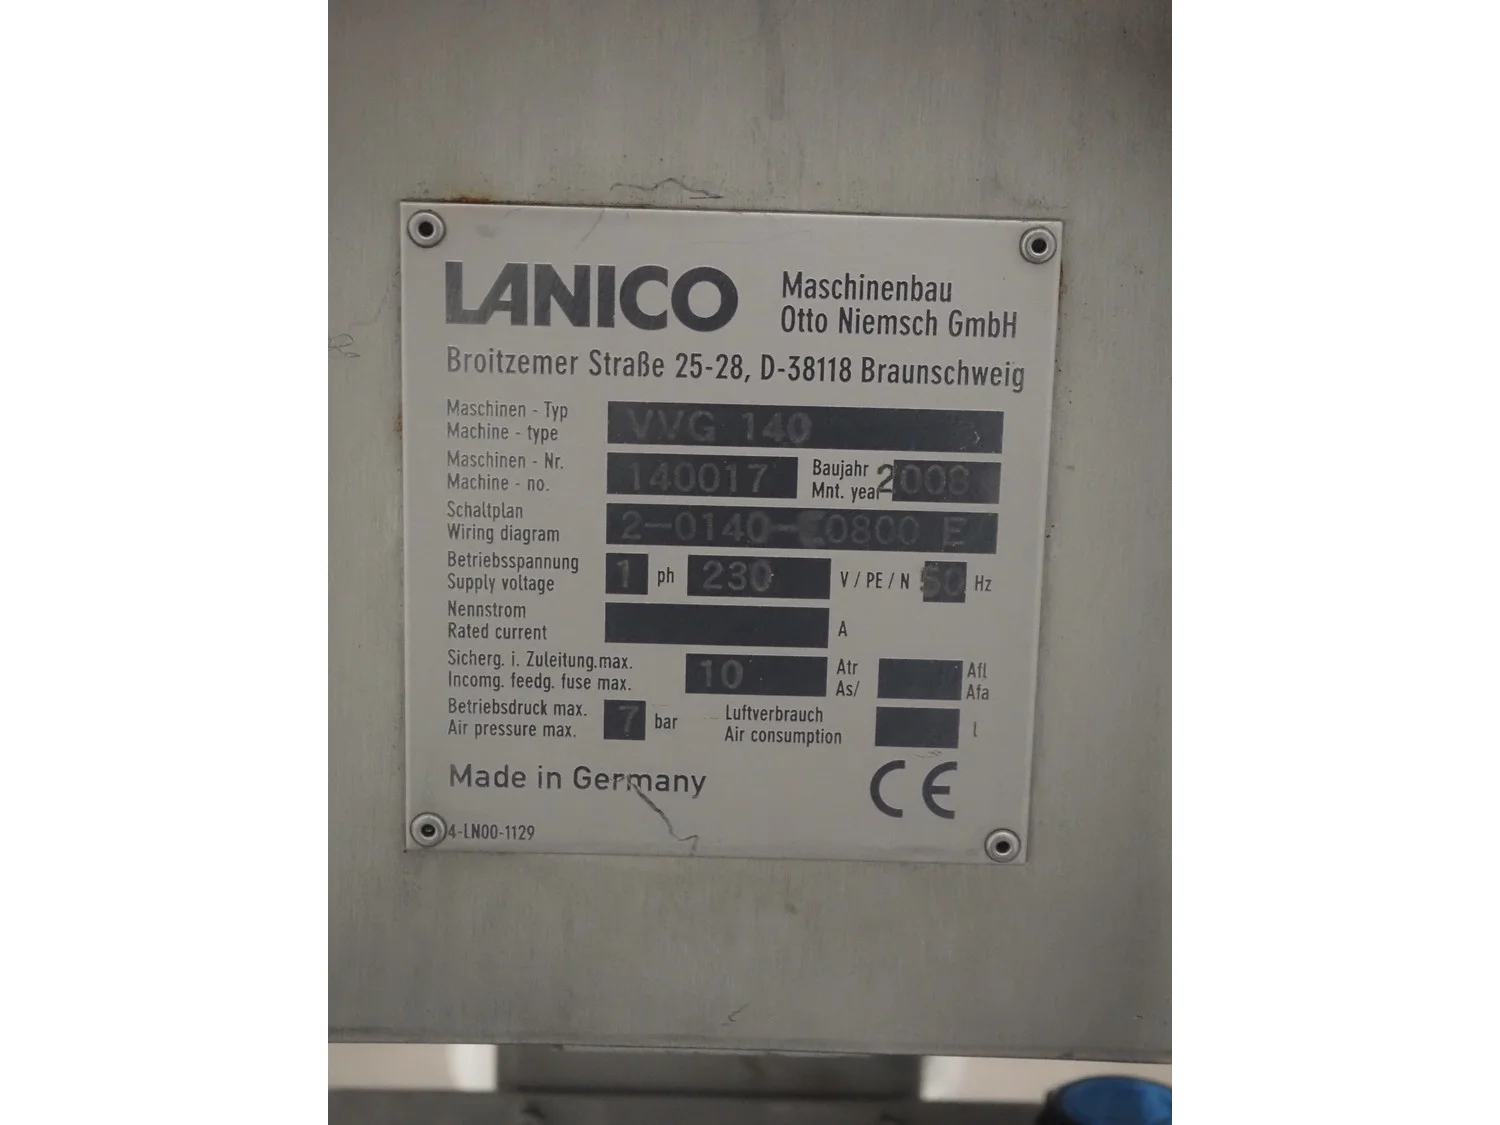 LANICO
Maschinenbau
Otto Niemsch GmbH
Broitzemer Straße 25-28, D-38118 Braunschweig
Maschinen - Typ
Machine - type
VVG 140
Maschinen - Nr.
Machine - no.
140017
Baujahr
Mnt. year
2008
Schaltplan
Wiring diagram
2-0140-E0800 E
Betriebsspannung
Supply voltage
1 ph 230 V / PE / N 50 Hz
Nennstrom
Rated current
A
Sicherg. i. Zuleitung.max.
Incomg. feedg. fuse max.
10
Atr
As/
Afl
Afa
Betriebsdruck max.
Air pressure max.
7 bar
Luftverbrauch
Air consumption
l
Made in Germany
CE
4-LN00-1129